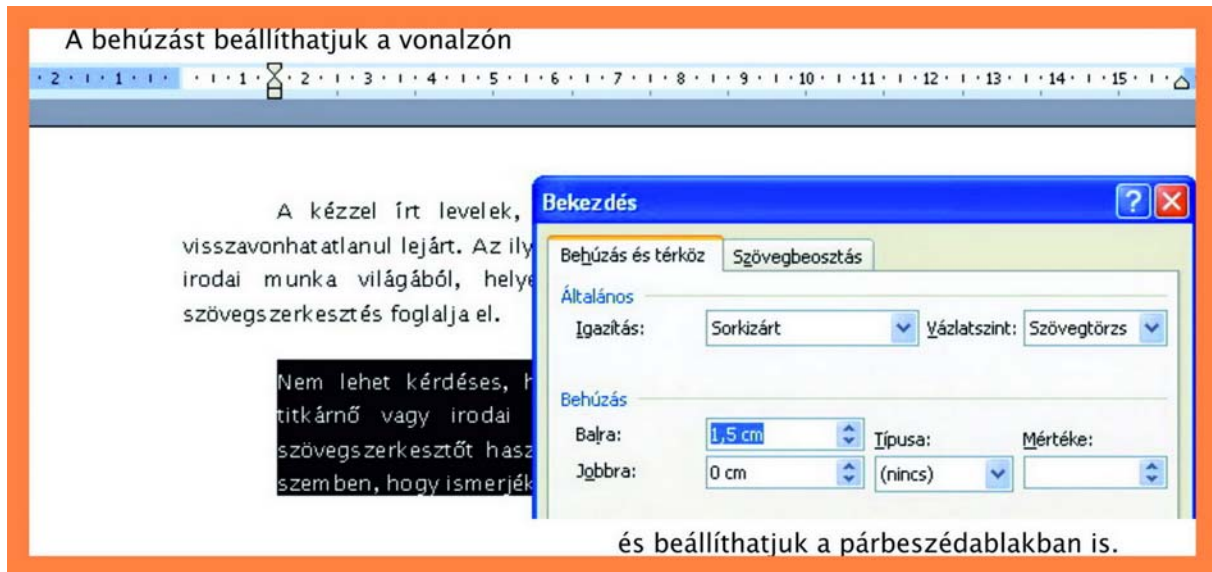 A behúzást beállíthatjuk a vonalzón
2 1 1 2 3 4 5 6 7 8 9 10 11 12 13 14 15
A kézzel írt levelek,
visszavonhatatlanul lejárt. Az ily
irodai munka világából, helye
szövegszerkesztés foglalja el.
Nem lehet kérdéses, h
titkárnő vagy irodai
szövegszerkesztőt hasz
szemben, hogy ismerjék
Bekezdés
Behúzás és térköz Szövegbeosztás
Általános
Igazítás: Sorkizárt Vázlatszint: Szövegtörzs
Behúzás
Balra: 1,5 cm Típusa: Mértéke:
Jobbra: 0 cm (nincs)
és beállíthatjuk a párbeszédablakban is.